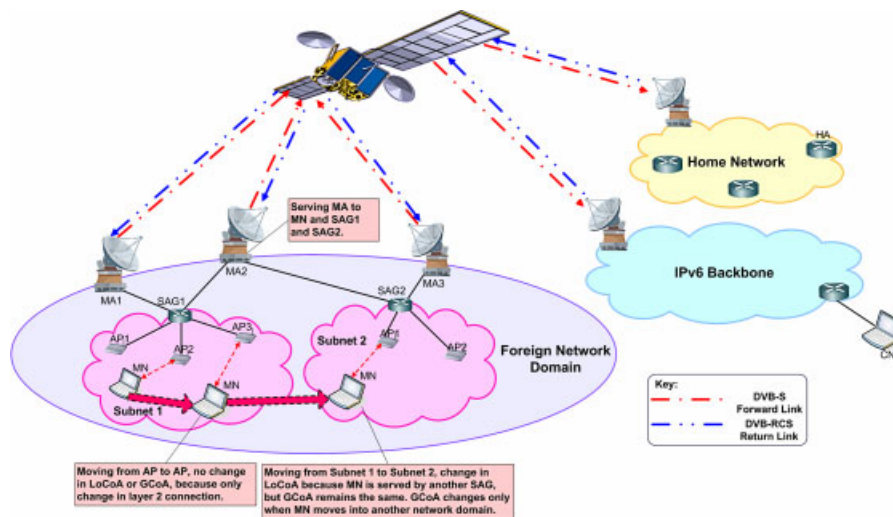 HA
Home Network
Serving MA to
MN and SAG1
and SAG2.
IPv6 Backbone
MA1
MA2
MA3
SAG1
SAG2
AP1
AP2
AP3
AP1
AP2
MN
MN
MN
Subnet 1
Subnet 2
Foreign Network
Domain
CN
Key:
DVB-S
Forward Link
DVB-RCS
Return Link
Moving from AP to AP, no change
in LoCoA or GCoA, because only
change in layer 2 connection.
Moving from Subnet 1 to Subnet 2, change in
LoCoA because MN is served by another SAG,
but GCoA remains the same. GCoA changes only
when MN moves into another network domain.